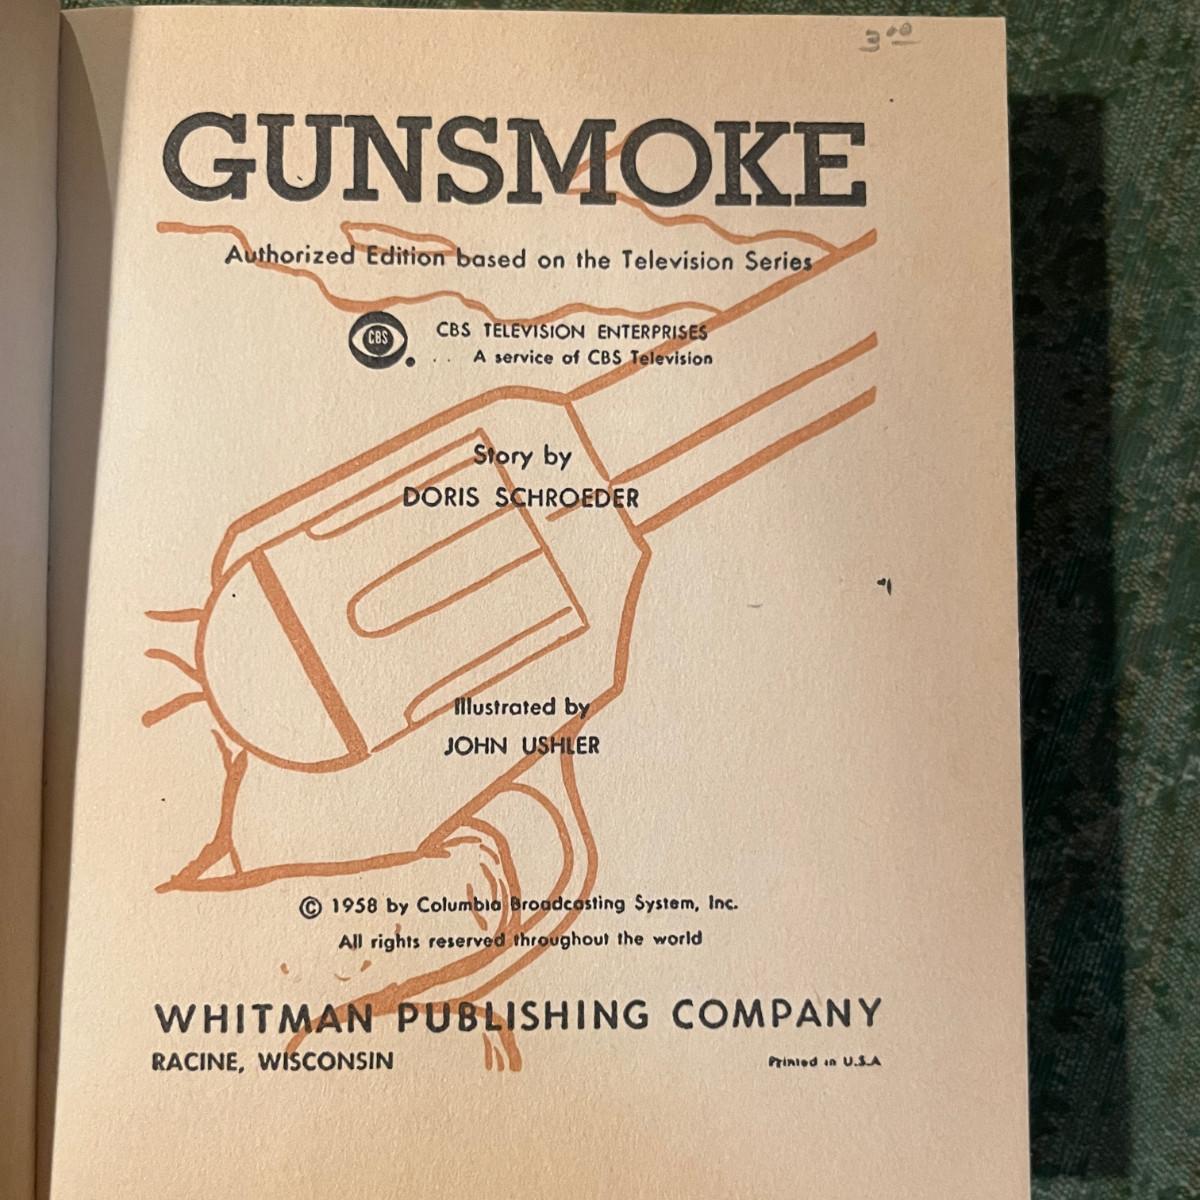 3 00
GUNSMOKE
Authorized Edition based on the Television Series
CBS
CBS TELEVISION ENTERPRISES
A service of CBS Television
Story by
DORIS SCHROEDER
Illustrated by
JOHN USHLER
© 1958 by Columbia Broadcasting System, Inc.
All rights reserved throughout the world
WHITMAN PUBLISHING COMPANY
RACINE, WISCONSIN
Printed in U.S.A